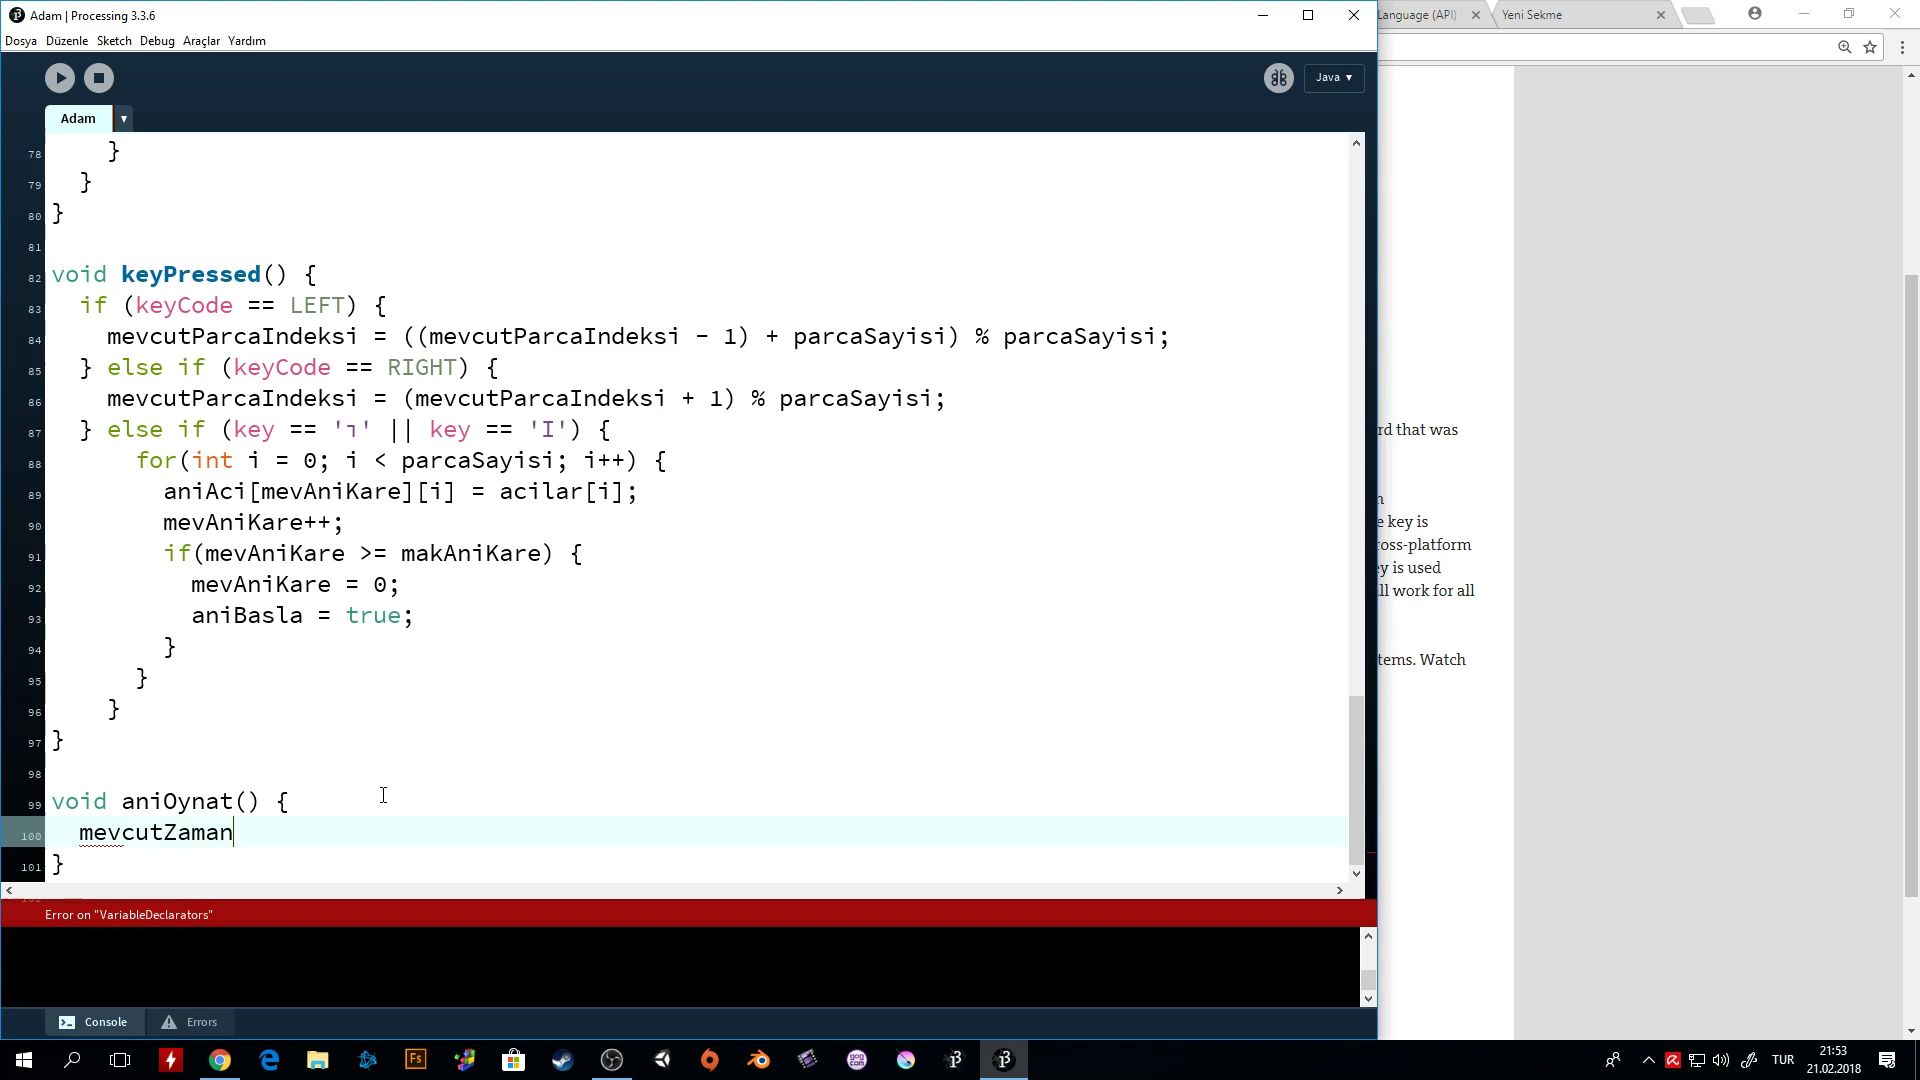 Adam | Processing 3.3.6
Language (API)
Yeni Sekme
Dosya Düzenle Sketch Debug Araçlar Yardım
Java ▾
Adam ▾
78 }
79 }
80 }
81
82 void keyPressed() {
83 if (keyCode == LEFT) {
84 mevcutParcaIndeksi = ((mevcutParcaIndeksi - 1) + parcaSayisi) % parcaSayisi;
85 } else if (keyCode == RIGHT) {
86 mevcutParcaIndeksi = (mevcutParcaIndeksi + 1) % parcaSayisi;
87 } else if (key == 'ı' || key == 'I') {
88 for(int i = 0; i < parcaSayisi; i++) {
89 aniAci[mevAniKare][i] = acilar[i];
90 mevAniKare++;
91 if(mevAniKare >= makAniKare) {
92 mevAniKare = 0;
93 aniBasla = true;
94 }
95 }
96 }
97 }
98
99 void aniOynat() {
100 mevcutZaman
101 }
Error on "VariableDeclarators"
Console
Errors
rd that was
e key is
ross-platform
ey is used
ll work for all
tems. Watch
Fs
TUR
21:53
21.02.2018